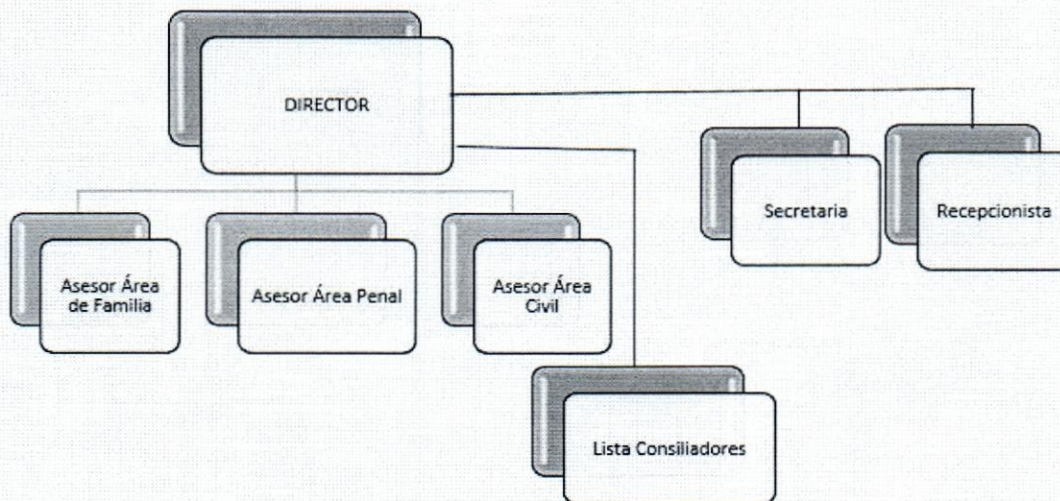 DIRECTOR
Secretaria
Recepcionista
Asesor Área
de Familia
Asesor Área Penal
Asesor Área
Civil
Lista Consiliadores